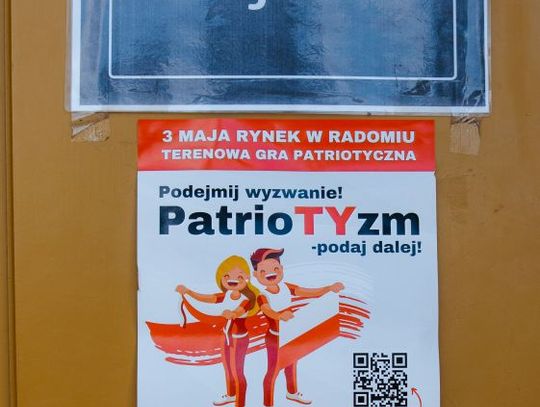 3 MAJA RYNEK W RADOMIU
TERENOWA GRA PATRIOTYCZNA
Podejmij wyzwanie!
PatrioTYzm
-podaj dalej!